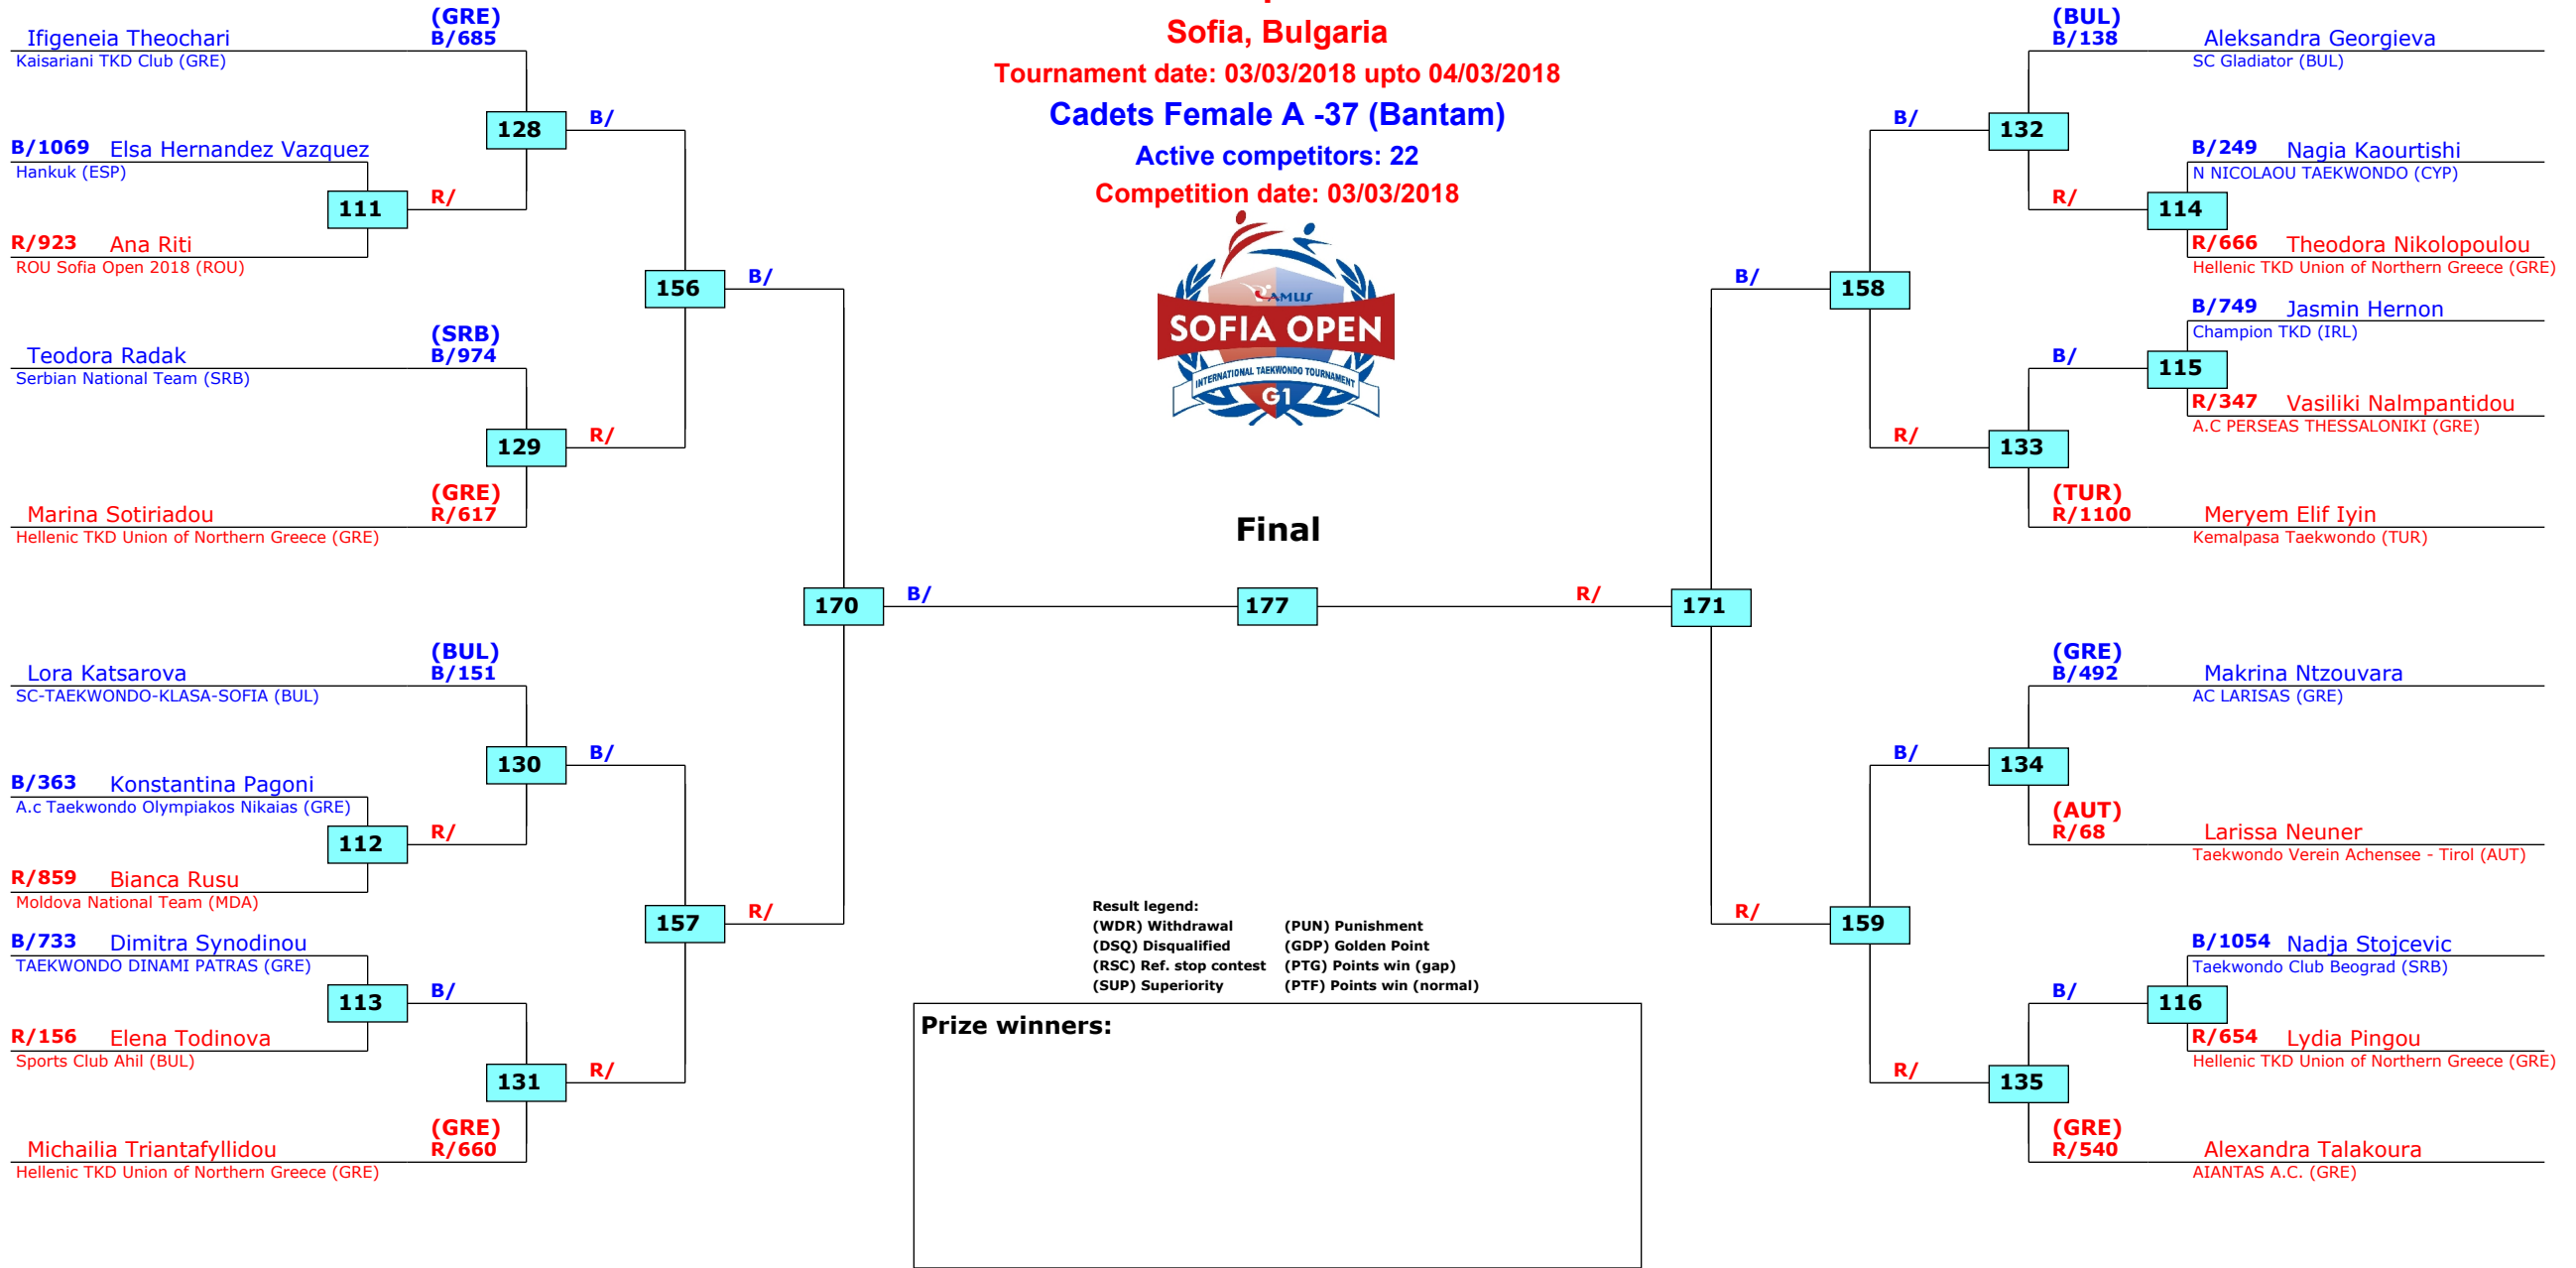 Sofia, Bulgaria
Tournament date: 03/03/2018 upto 04/03/2018
Cadets Female A -37 (Bantam)
Active competitors: 22
Competition date: 03/03/2018
AMUS
SOFIA OPEN
INTERNATIONAL TAEKWONDO TOURNAMENT
G1
(GRE)
Ifigeneia Theochari B/685
Kaisariani TKD Club (GRE)
128 B/
B/1069 Elsa Hernandez Vazquez
Hankuk (ESP)
111 R/
R/923 Ana Riti
ROU Sofia Open 2018 (ROU)
156 B/
(SRB)
Teodora Radak B/974
Serbian National Team (SRB)
129 R/
(GRE)
Marina Sotiriadou R/617
Hellenic TKD Union of Northern Greece (GRE)
170 B/
(BUL)
Lora Katsarova B/151
SC-TAEKWONDO-KLASA-SOFIA (BUL)
130 B/
B/363 Konstantina Pagoni
A.c Taekwondo Olympiakos Nikaias (GRE)
112 R/
R/859 Bianca Rusu
Moldova National Team (MDA)
157 R/
B/733 Dimitra Synodinou
TAEKWONDO DINAMI PATRAS (GRE)
113 B/
R/156 Elena Todinova
Sports Club Ahil (BUL)
131 R/
(GRE)
Michailia Triantafyllidou R/660
Hellenic TKD Union of Northern Greece (GRE)
Final
177
(BUL)
B/138 Aleksandra Georgieva
SC Gladiator (BUL)
B/ 132
B/249 Nagia Kaourtishi
N NICOLAOU TAEKWONDO (CYP)
R/ 114
R/666 Theodora Nikolopoulou
Hellenic TKD Union of Northern Greece (GRE)
B/ 158
B/749 Jasmin Hernon
Champion TKD (IRL)
B/ 115
R/347 Vasiliki Nalmpantidou
A.C PERSEAS THESSALONIKI (GRE)
R/ 133
(TUR)
R/1100 Meryem Elif Iyin
Kemalpasa Taekwondo (TUR)
R/ 171
(GRE)
B/492 Makrina Ntzouvara
AC LARISAS (GRE)
B/ 134
(AUT)
R/68 Larissa Neuner
Taekwondo Verein Achensee - Tirol (AUT)
R/ 159
B/1054 Nadja Stojcevic
Taekwondo Club Beograd (SRB)
B/ 116
R/654 Lydia Pingou
Hellenic TKD Union of Northern Greece (GRE)
R/ 135
(GRE)
R/540 Alexandra Talakoura
AIANTAS A.C. (GRE)
Result legend:
(WDR) Withdrawal (PUN) Punishment
(DSQ) Disqualified (GDP) Golden Point
(RSC) Ref. stop contest (PTG) Points win (gap)
(SUP) Superiority (PTF) Points win (normal)
Prize winners: